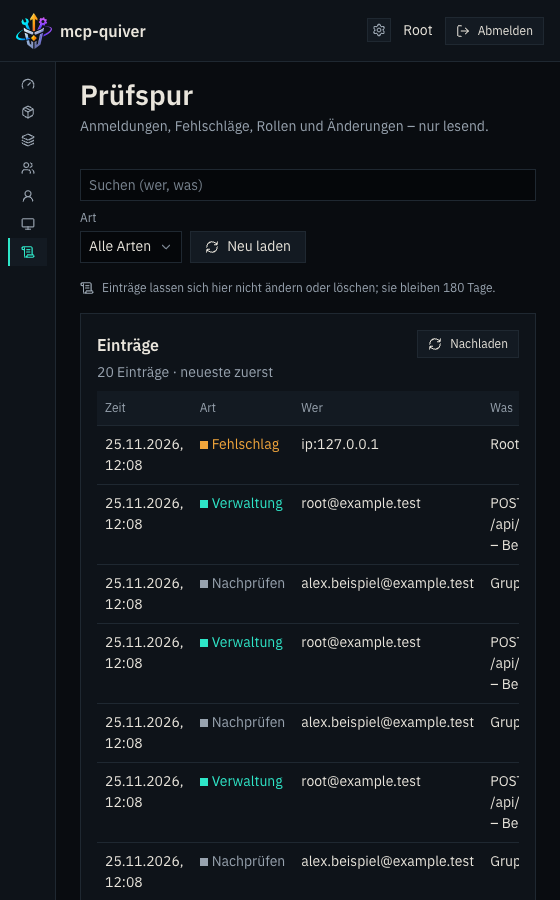 mcp-quiver
Root
Abmelden
Prüfspur
Anmeldungen, Fehlschläge, Rollen und Änderungen – nur lesend.
Suchen (wer, was)
Art
Alle Arten
Neu laden
Einträge lassen sich hier nicht ändern oder löschen; sie bleiben 180 Tage.
Einträge
Nachladen
20 Einträge · neueste zuerst
Zeit Art Wer Was
25.11.2026, Fehlschlag ip:127.0.0.1 Root
12:08
25.11.2026, Verwaltung root@example.test POST
12:08 /api/
– Be
25.11.2026, Nachprüfen alex.beispiel@example.test Grup
12:08
25.11.2026, Verwaltung root@example.test POST
12:08 /api/
– Be
25.11.2026, Nachprüfen alex.beispiel@example.test Grup
12:08
25.11.2026, Verwaltung root@example.test POST
12:08 /api/
– Be
25.11.2026, Nachprüfen alex.beispiel@example.test Grup
12:08